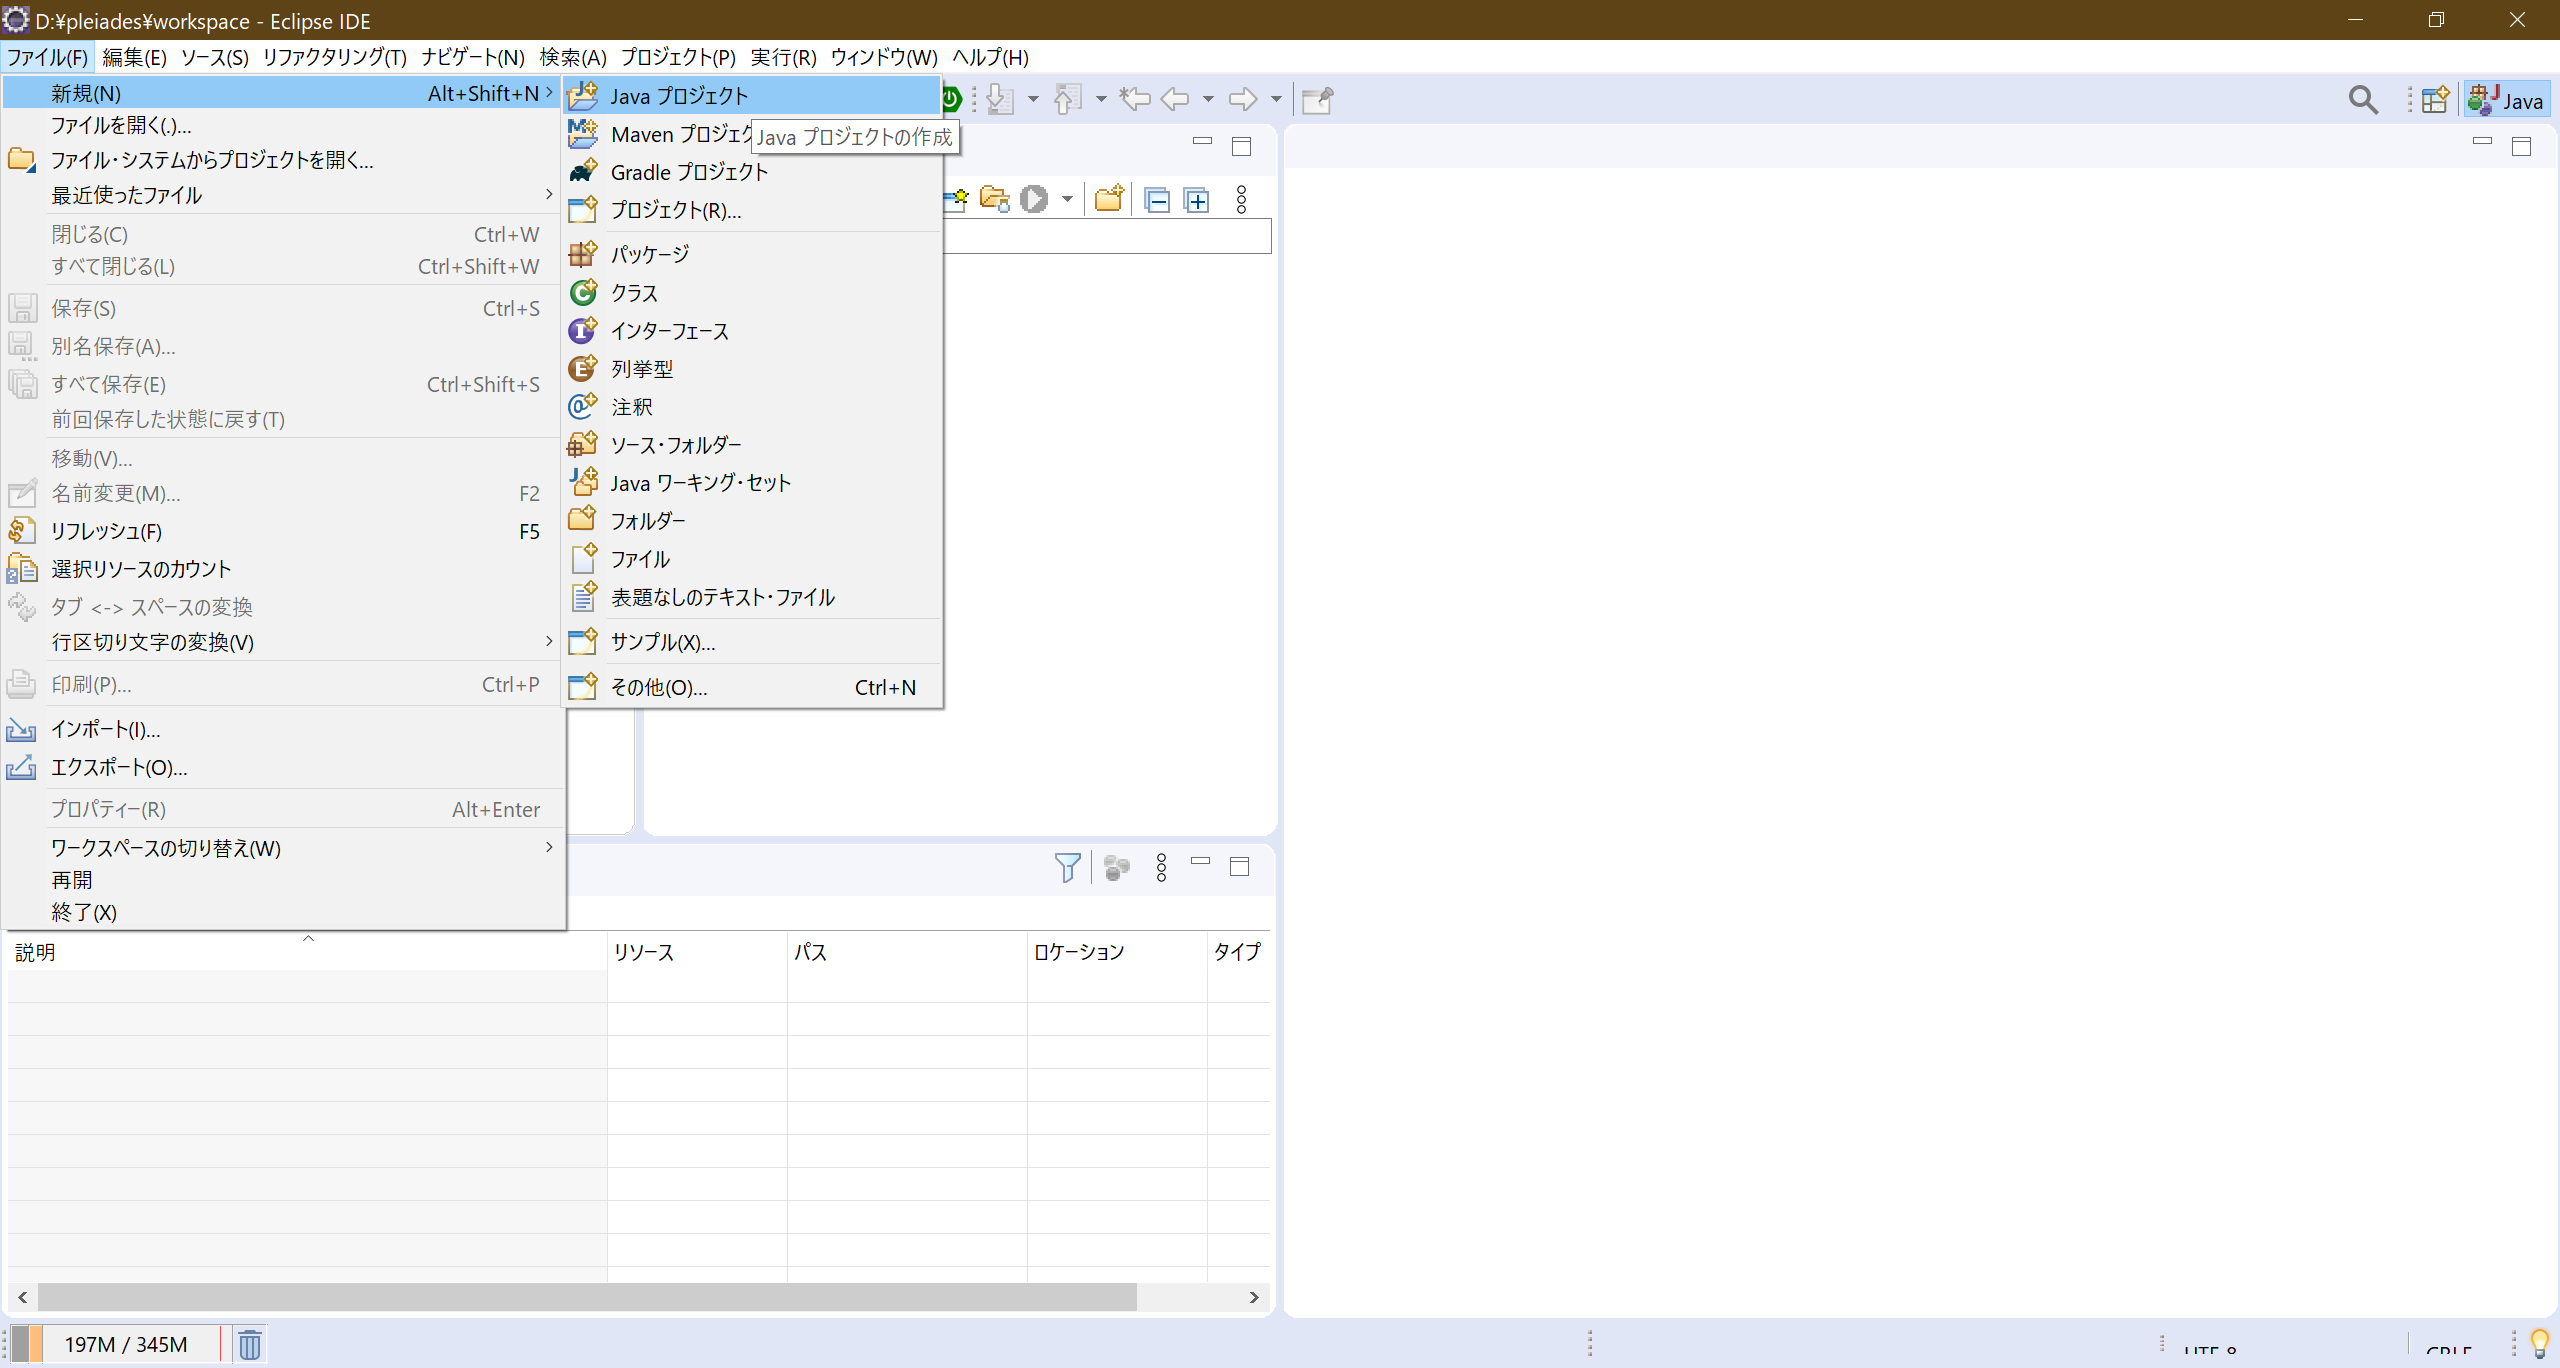 D:¥pleiades¥workspace - Eclipse IDE
ファイル(F) 編集(E) ソース(S) リファクタリング(T) ナビゲート(N) 検索(A) プロジェクト(P) 実行(R) ウィンドウ(W) ヘルプ(H)
新規(N) Alt+Shift+N
ファイルを開く(.)...
ファイル・システムからプロジェクトを開く...
最近使ったファイル
閉じる(C) Ctrl+W
すべて閉じる(L) Ctrl+Shift+W
保存(S) Ctrl+S
別名保存(A)...
すべて保存(E) Ctrl+Shift+S
前回保存した状態に戻す(T)
移動(V)...
名前変更(M)... F2
リフレッシュ(F) F5
選択リソースのカウント
タブ <-> スペースの変換
行区切り文字の変換(V)
印刷(P)... Ctrl+P
インポート(I)...
エクスポート(O)...
プロパティー(R) Alt+Enter
ワークスペースの切り替え(W)
再開
終了(X)
Java プロジェクト
Maven プロジェク
Java プロジェクトの作成
Gradle プロジェクト
プロジェクト(R)...
パッケージ
クラス
インターフェース
列挙型
注釈
ソース・フォルダー
Java ワーキング・セット
フォルダー
ファイル
表題なしのテキスト・ファイル
サンプル(X)...
その他(O)... Ctrl+N
Java
説明 リソース パス ロケーション タイプ
197M / 345M
UTF-8
CRLF